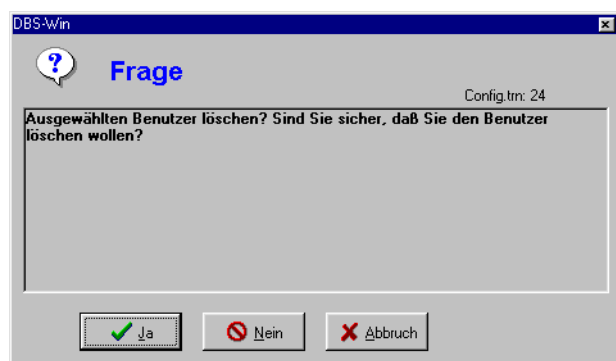 DBS-Win
Frage
Config.trn: 24
Ausgewählten Benutzer löschen? Sind Sie sicher, daß Sie den Benutzer
löschen wollen?
Ja
Nein
Abbruch